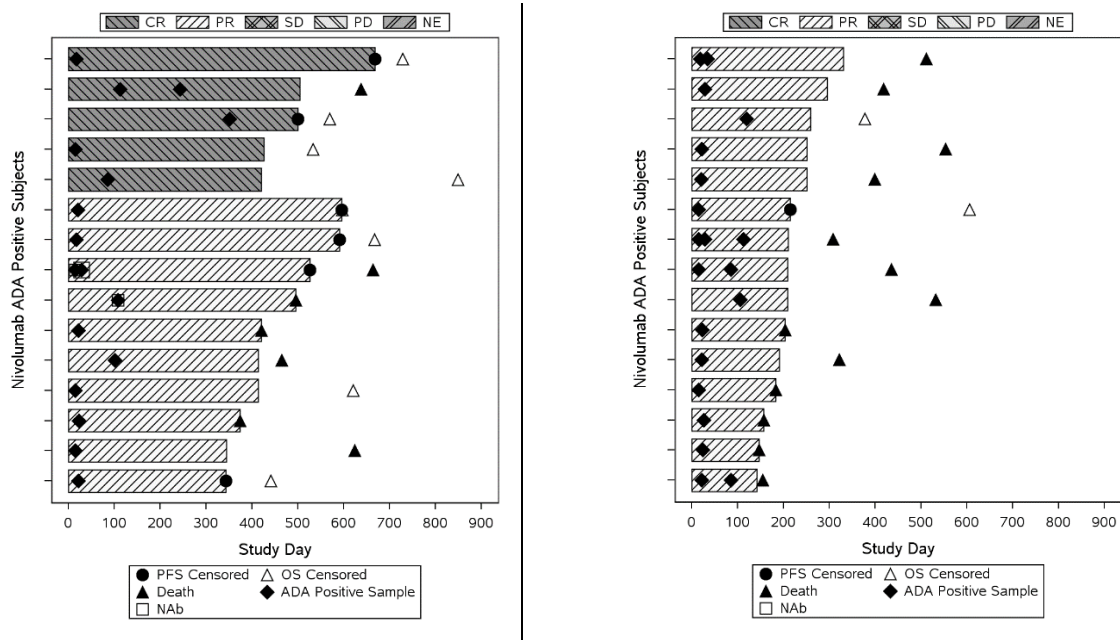 CR PR SD PD NE
Nivolumab ADA Positive Subjects
0 100 200 300 400 500 600 700 800 900
Study Day
PFS Censored OS Censored
Death ADA Positive Sample
NAb
CR PR SD PD NE
Nivolumab ADA Positive Subjects
0 100 200 300 400 500 600 700 800 900
Study Day
PFS Censored OS Censored
Death ADA Positive Sample
NAb